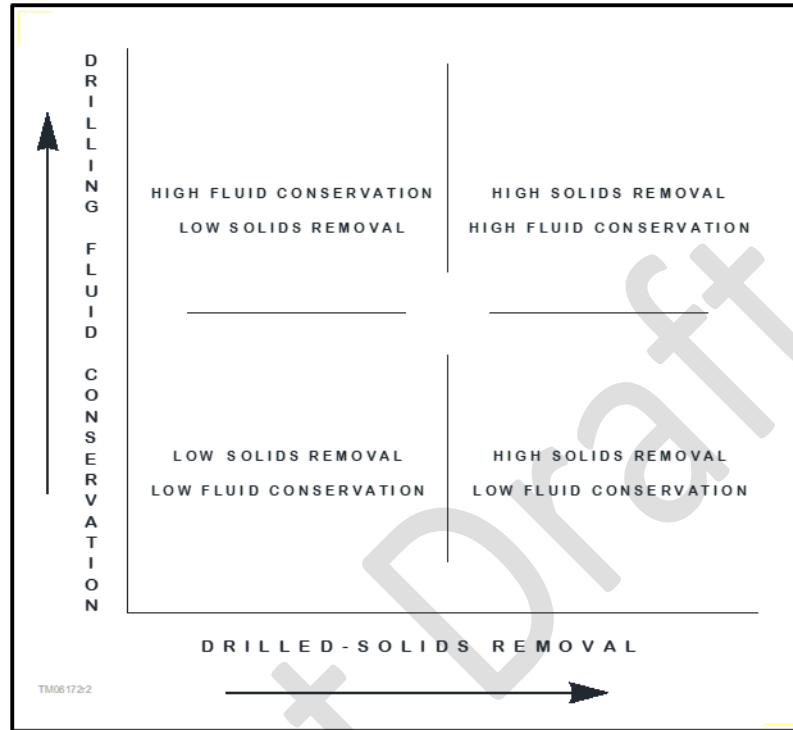 DRILLING FLUID CONSERVATION
HIGH FLUID CONSERVATION
LOW SOLIDS REMOVAL
HIGH SOLIDS REMOVAL
HIGH FLUID CONSERVATION
LOW SOLIDS REMOVAL
LOW FLUID CONSERVATION
HIGH SOLIDS REMOVAL
LOW FLUID CONSERVATION
DRILLED-SOLIDS REMOVAL
TM06172r2
Draft